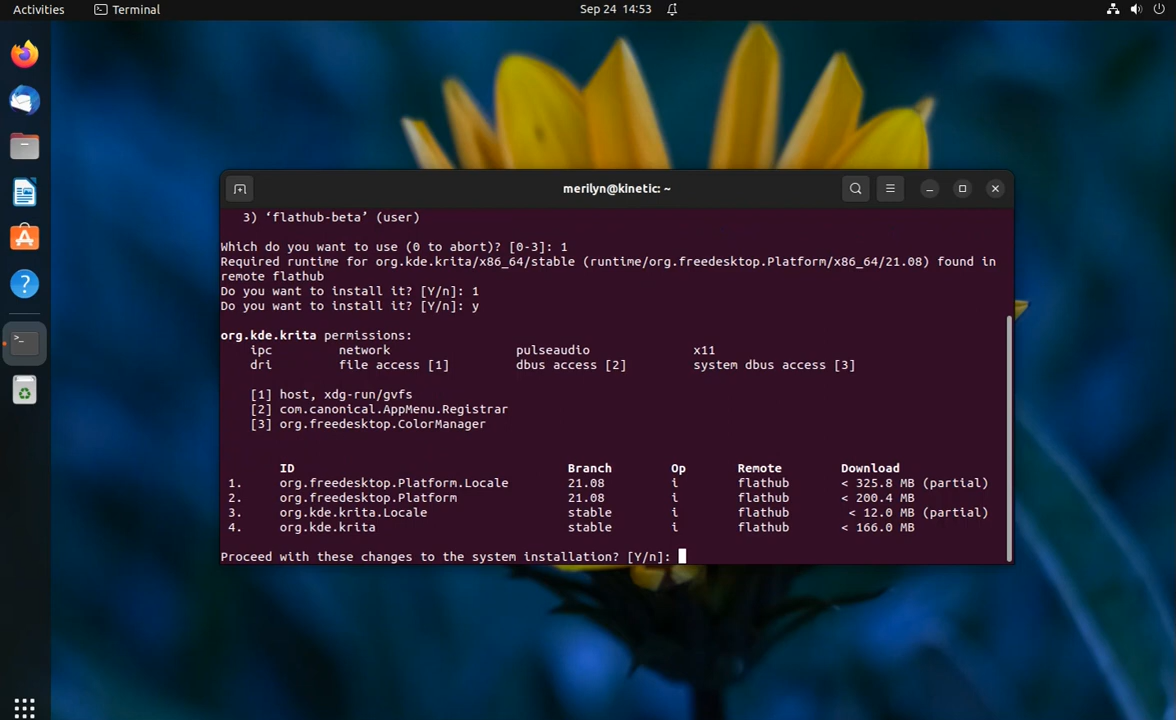 Activities Terminal Sep 24 14:53
merilyn@kinetic: ~
3) ‘flathub-beta’ (user)
Which do you want to use (0 to abort)? [0-3]: 1
Required runtime for org.kde.krita/x86_64/stable (runtime/org.freedesktop.Platform/x86_64/21.08) found in
remote flathub
Do you want to install it? [Y/n]: 1
Do you want to install it? [Y/n]: y
org.kde.krita permissions:
ipc network pulseaudio x11
dri file access [1] dbus access [2] system dbus access [3]
[1] host, xdg-run/gvfs
[2] com.canonical.AppMenu.Registrar
[3] org.freedesktop.ColorManager
ID Branch Op Remote Download
1. org.freedesktop.Platform.Locale 21.08 i flathub < 325.8 MB (partial)
2. org.freedesktop.Platform 21.08 i flathub < 200.4 MB
3. org.kde.krita.Locale stable i flathub < 12.0 MB (partial)
4. org.kde.krita stable i flathub < 166.0 MB
Proceed with these changes to the system installation? [Y/n]: